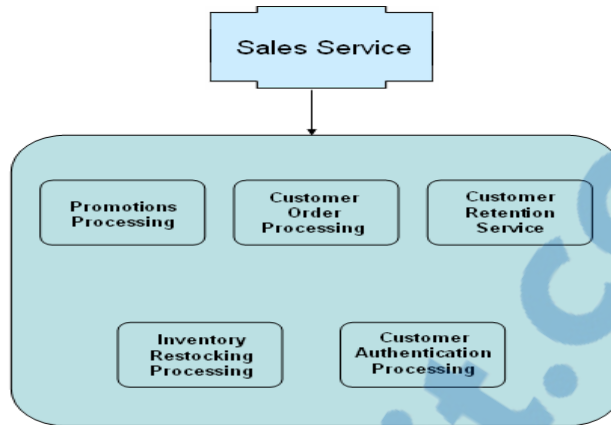 Sales Service
Promotions
Processing
Customer
Order
Processing
Customer
Retention
Service
Inventory
Restocking
Processing
Customer
Authentication
Processing